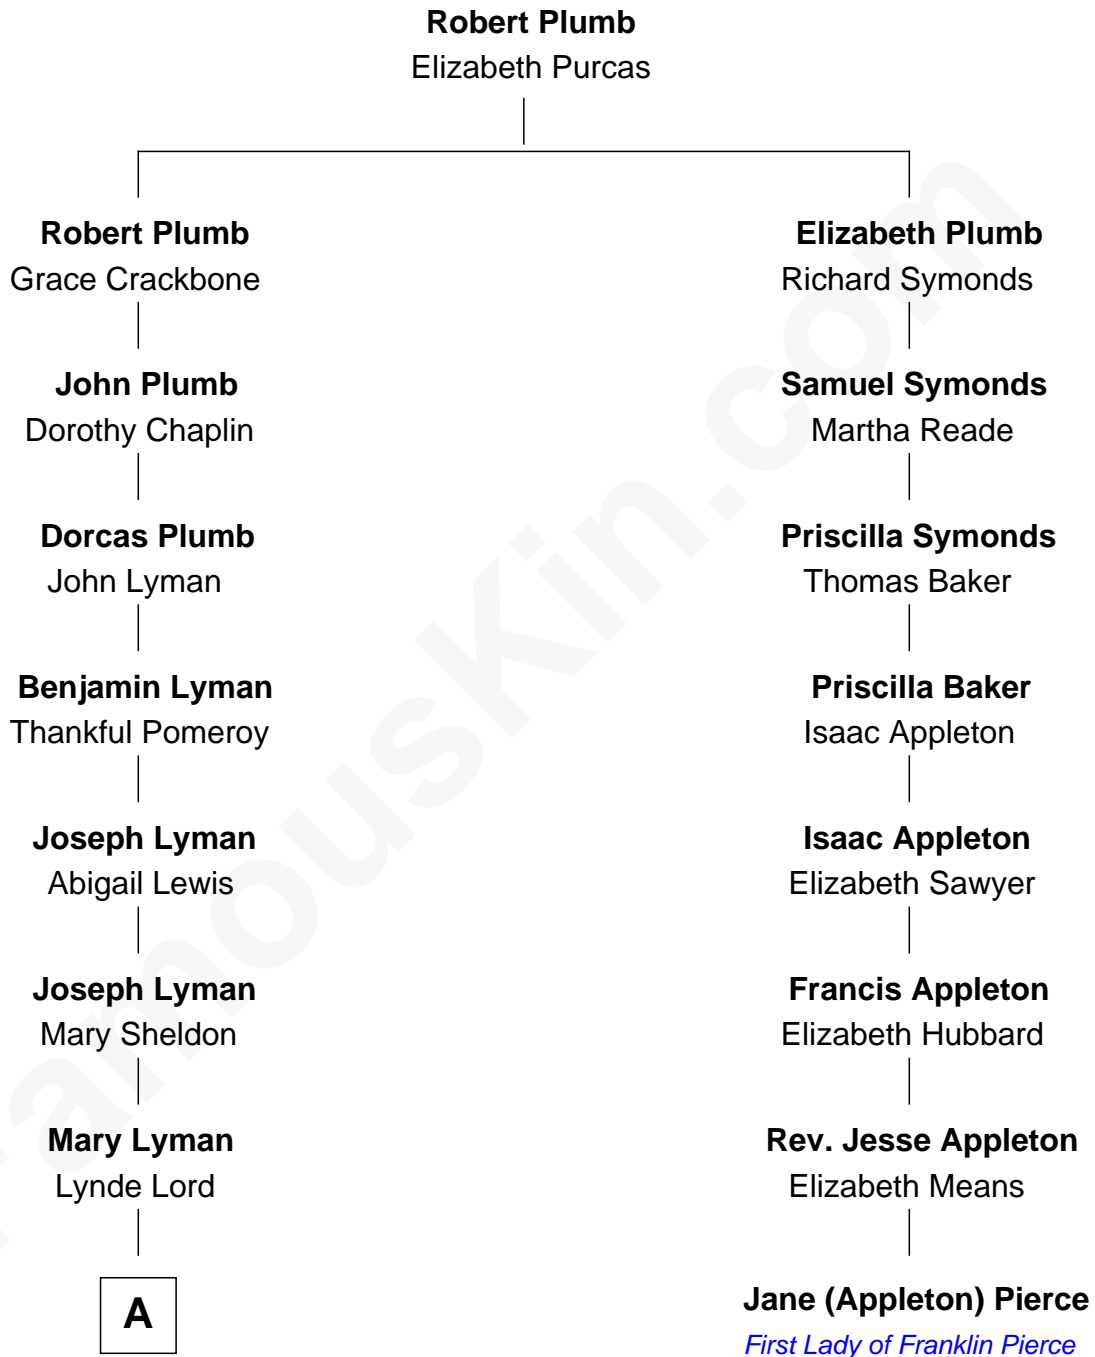 Robert Plumb
Elizabeth Purcas
Robert Plumb
Grace Crackbone
John Plumb
Dorothy Chaplin
Dorcas Plumb
John Lyman
Benjamin Lyman
Thankful Pomeroy
Joseph Lyman
Abigail Lewis
Joseph Lyman
Mary Sheldon
Mary Lyman
Lynde Lord
A
Elizabeth Plumb
Richard Symonds
Samuel Symonds
Martha Reade
Priscilla Symonds
Thomas Baker
Priscilla Baker
Isaac Appleton
Isaac Appleton
Elizabeth Sawyer
Francis Appleton
Elizabeth Hubbard
Rev. Jesse Appleton
Elizabeth Means
Jane (Appleton) Pierce
First Lady of Franklin Pierce
FamousKin.com